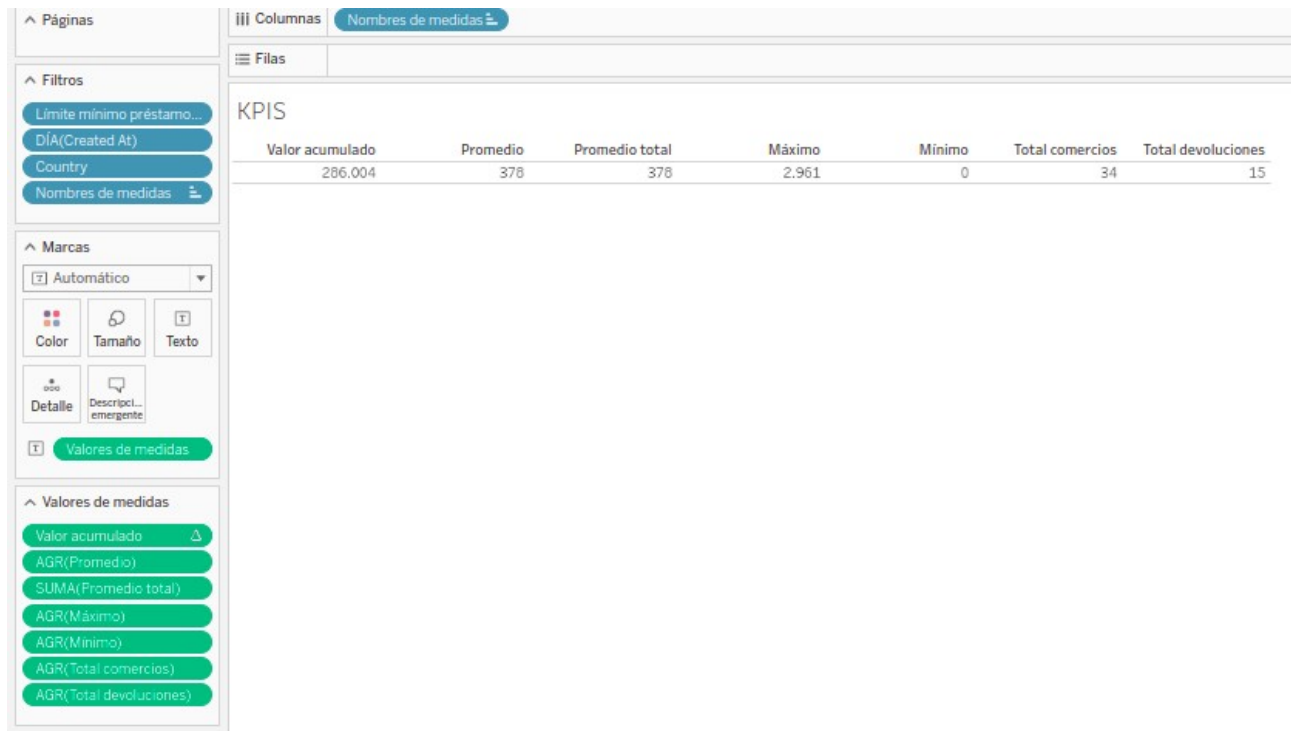 Páginas
Columnas
Nombres de medidas
Filas
Filtros
Límite mínimo préstamo...
DÍA(Created At)
Country
Nombres de medidas
Marcas
Automático
Color
Tamaño
Texto
Detalle
Descripci...
emergente
Valores de medidas
Valores de medidas
Valor acumulado
AGR(Promedio)
SUMA(Promedio total)
AGR(Máximo)
AGR(Mínimo)
AGR(Total comercios)
AGR(Total devoluciones)
KPIS
Valor acumulado Promedio Promedio total Máximo Mínimo Total comercios Total devoluciones
286.004 378 378 2.961 0 34 15